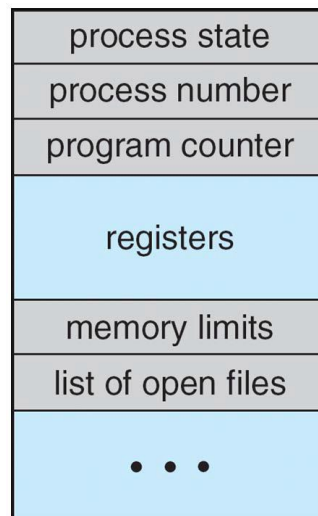 process state
process number
program counter
registers
memory limits
list of open files
• • •